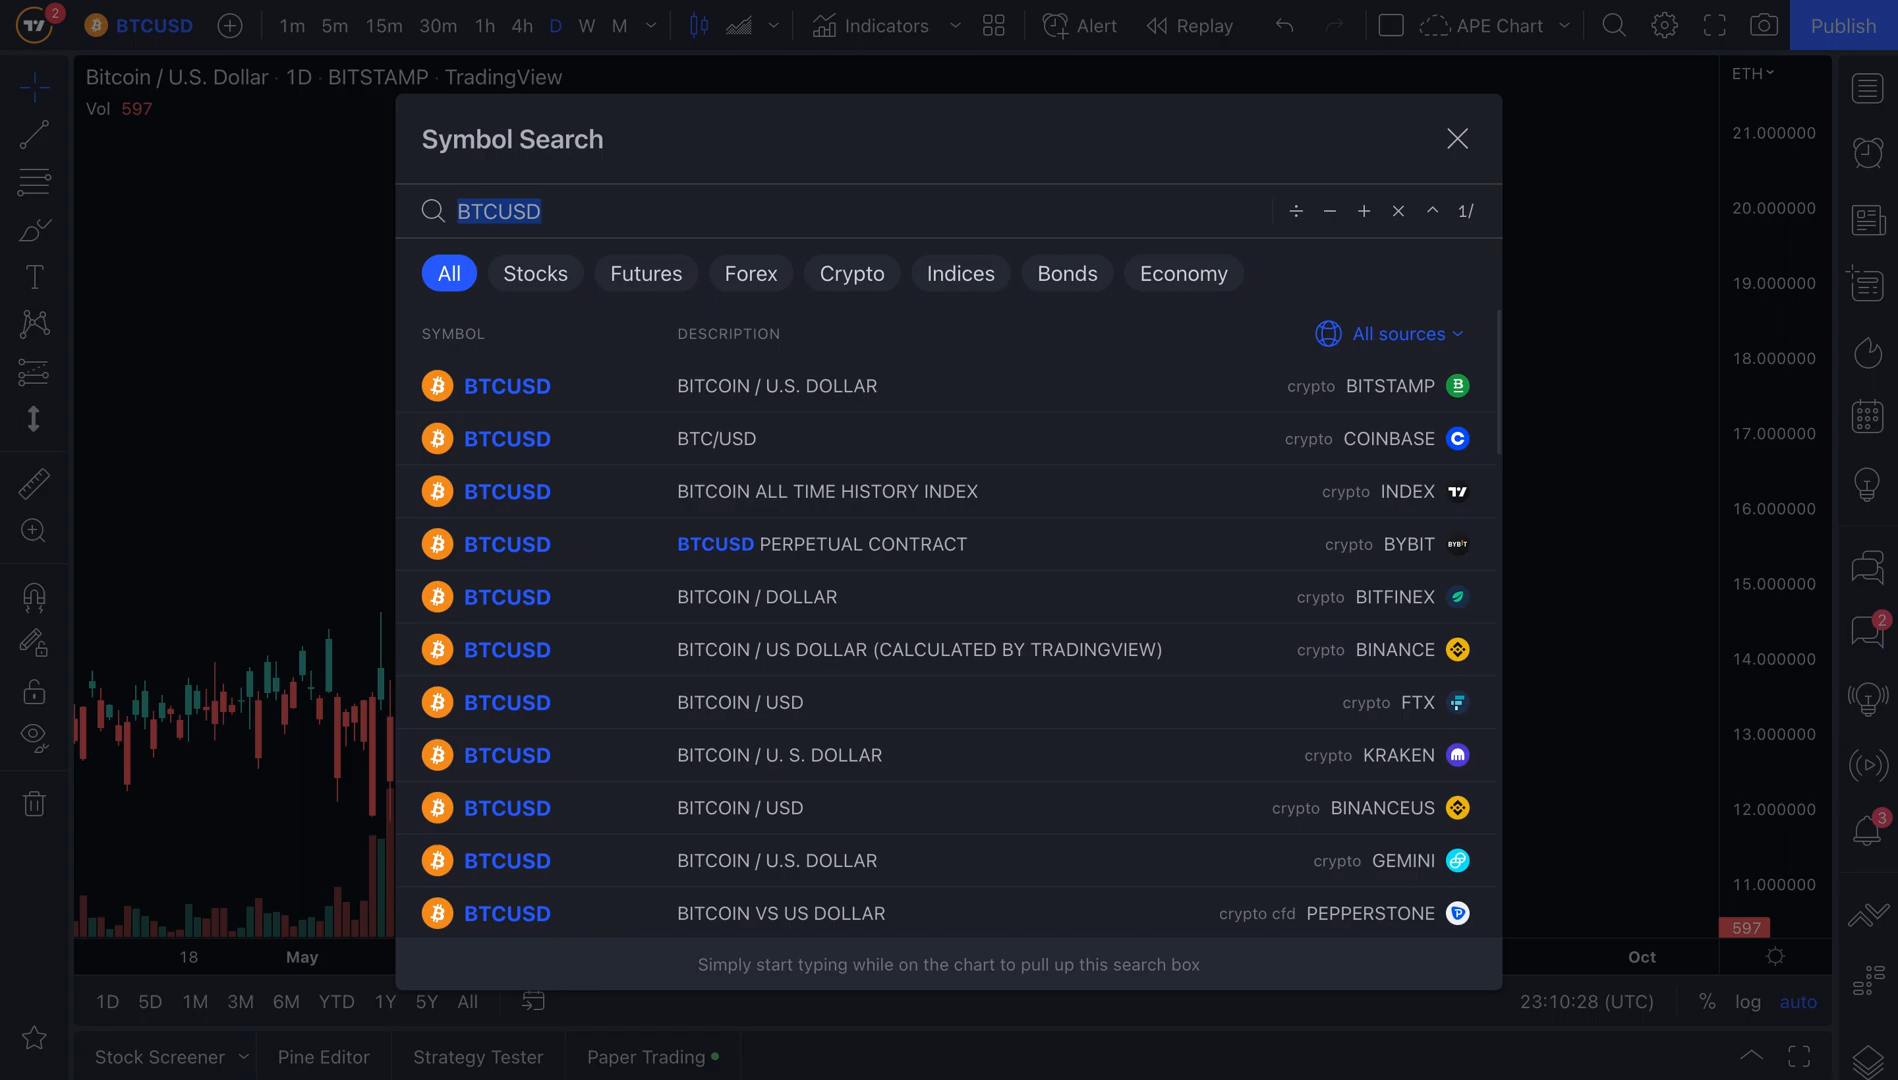 2
BTCUSD 1m 5m 15m 30m 1h 4h D W M Indicators Alert Replay APE Chart Publish
Bitcoin / U.S. Dollar · 1D · BITSTAMP · TradingView
Vol 597
ETH
Symbol Search
BTCUSD ÷ − + × ^ 1/
All Stocks Futures Forex Crypto Indices Bonds Economy
SYMBOL DESCRIPTION All sources
BTCUSD BITCOIN / U.S. DOLLAR crypto BITSTAMP
BTCUSD BTC/USD crypto COINBASE
BTCUSD BITCOIN ALL TIME HISTORY INDEX crypto INDEX
BTCUSD BTCUSD PERPETUAL CONTRACT crypto BYBIT BYBIT
BTCUSD BITCOIN / DOLLAR crypto BITFINEX
BTCUSD BITCOIN / US DOLLAR (CALCULATED BY TRADINGVIEW) crypto BINANCE
BTCUSD BITCOIN / USD crypto FTX
BTCUSD BITCOIN / U. S. DOLLAR crypto KRAKEN
BTCUSD BITCOIN / USD crypto BINANCEUS
BTCUSD BITCOIN / U.S. DOLLAR crypto GEMINI
BTCUSD BITCOIN VS US DOLLAR crypto cfd PEPPERSTONE
Simply start typing while on the chart to pull up this search box
21.000000
20.000000
19.000000
18.000000
17.000000
16.000000
15.000000
14.000000
13.000000
12.000000
11.000000
597
2
3
18 May Oct
1D 5D 1M 3M 6M YTD 1Y 5Y All 23:10:28 (UTC) % log auto
Stock Screener Pine Editor Strategy Tester Paper Trading